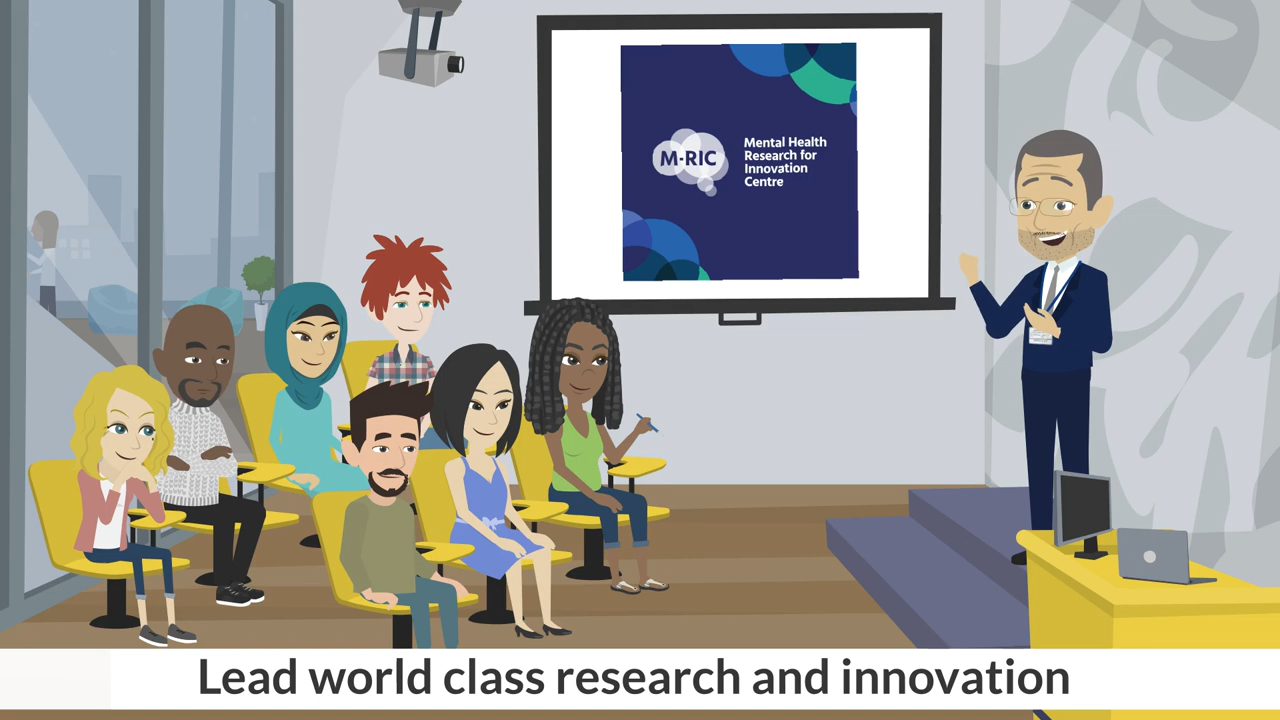 M-RIC
Mental Health
Research for
Innovation
Centre
Lead world class research and innovation